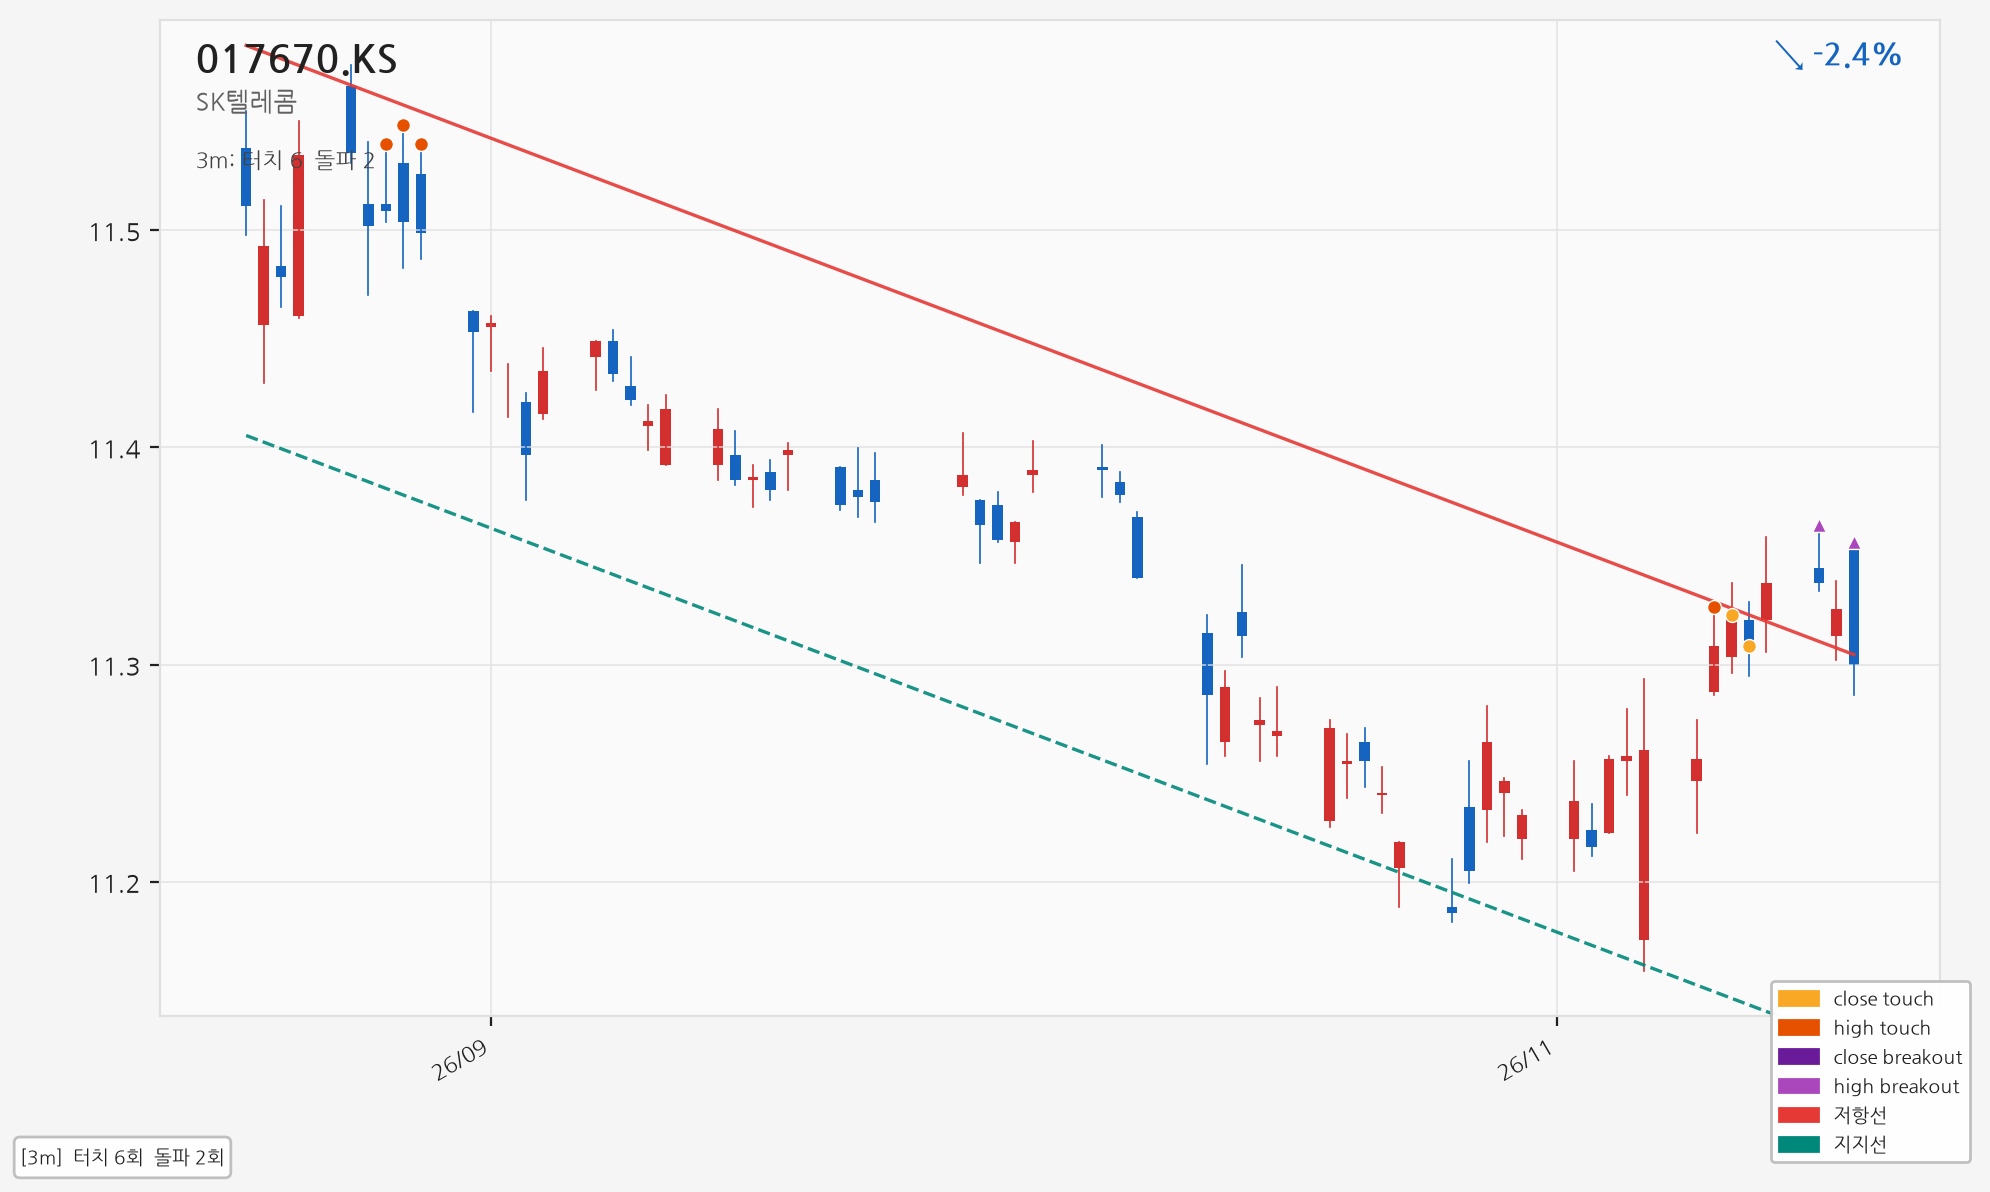 017670.KS
SK텔레콤
3m: 터치 6  돌파 2
-2.4%
11.5
11.4
11.3
11.2
26/09
26/11
close touch
high touch
close breakout
high breakout
저항선
지지선
[3m]  터치 6회  돌파 2회